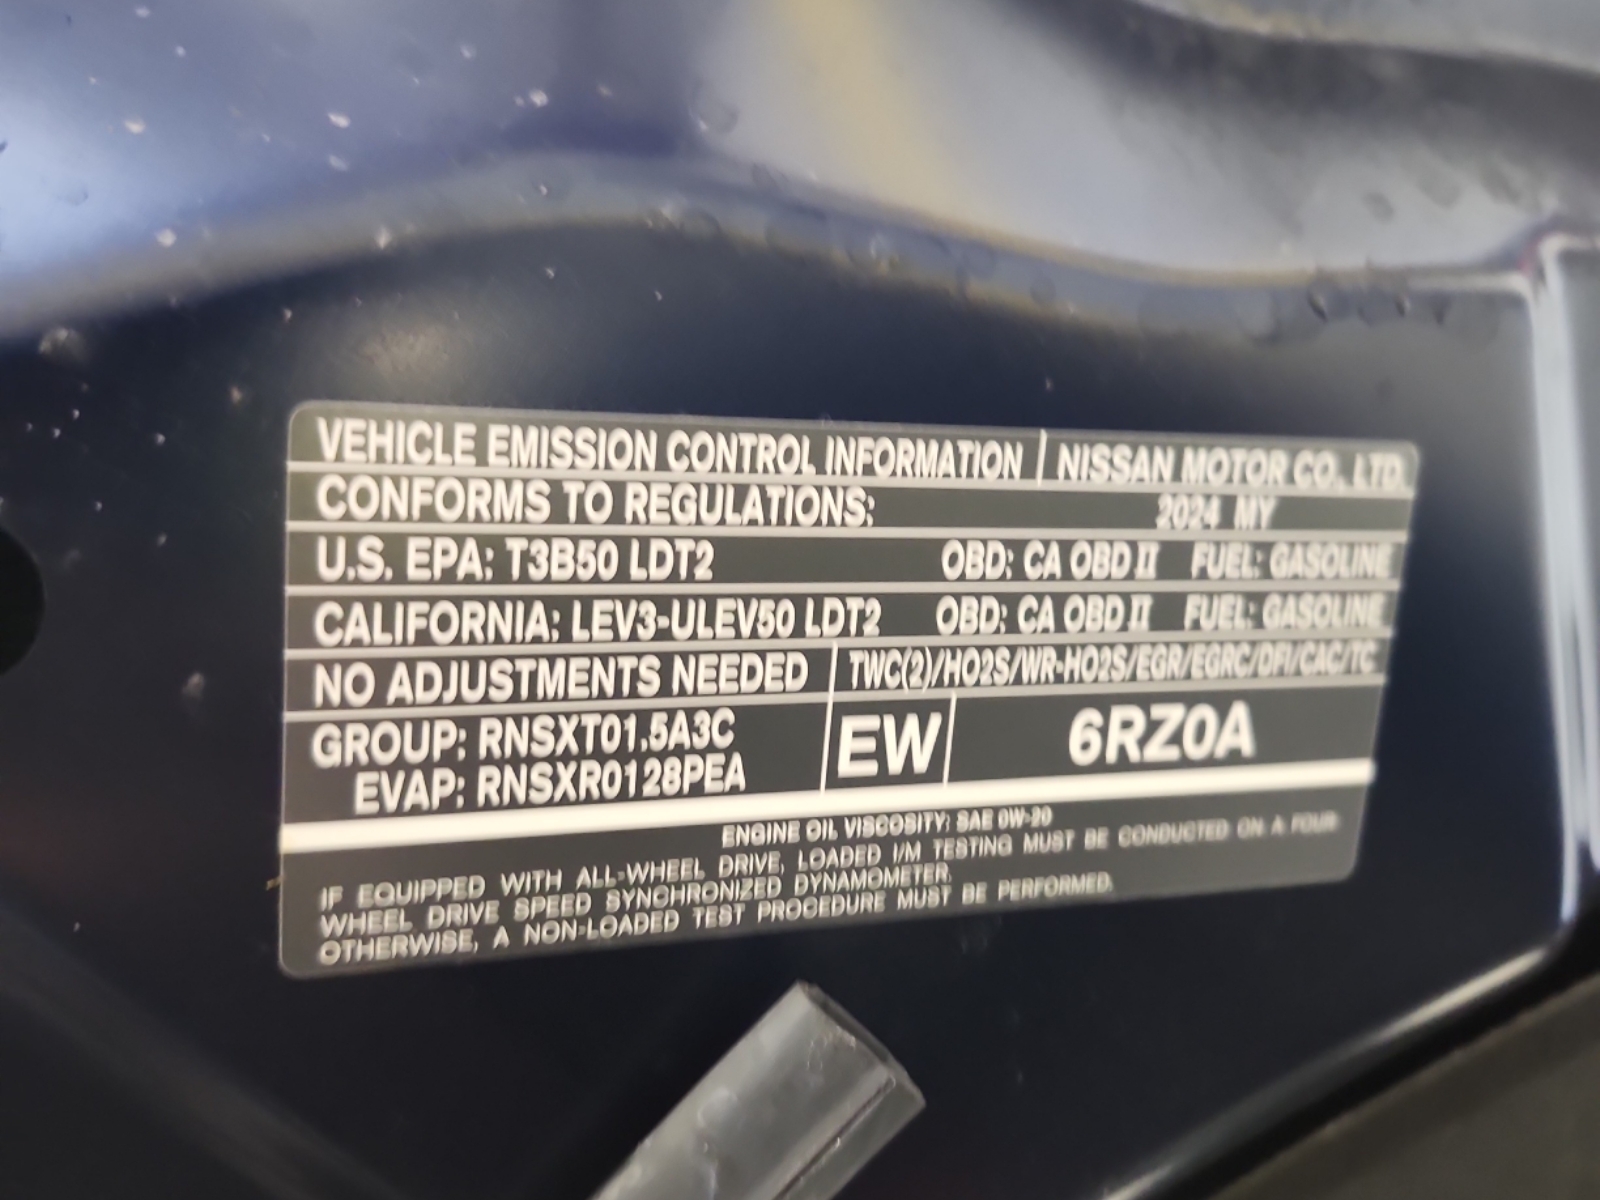 VEHICLE EMISSION CONTROL INFORMATION NISSAN MOTOR CO., LTD.
CONFORMS TO REGULATIONS: 2024 MY
U.S. EPA: T3B50 LDT2 OBD: CA OBD II FUEL: GASOLINE
CALIFORNIA: LEV3-ULEV50 LDT2 OBD: CA OBD II FUEL: GASOLINE
NO ADJUSTMENTS NEEDED TWC(2)/HO2S/WR-HO2S/EGR/EGRC/DFI/CAC/TC
GROUP: RNSXT01.5A3C
EVAP: RNSXR0128PEA
EW 6RZ0A
ENGINE OIL VISCOSITY: SAE 0W-20
IF EQUIPPED WITH ALL-WHEEL DRIVE, LOADED I/M TESTING MUST BE CONDUCTED ON A FOUR
WHEEL DRIVE SPEED SYNCHRONIZED DYNAMOMETER.
OTHERWISE, A NON-LOADED TEST PROCEDURE MUST BE PERFORMED.